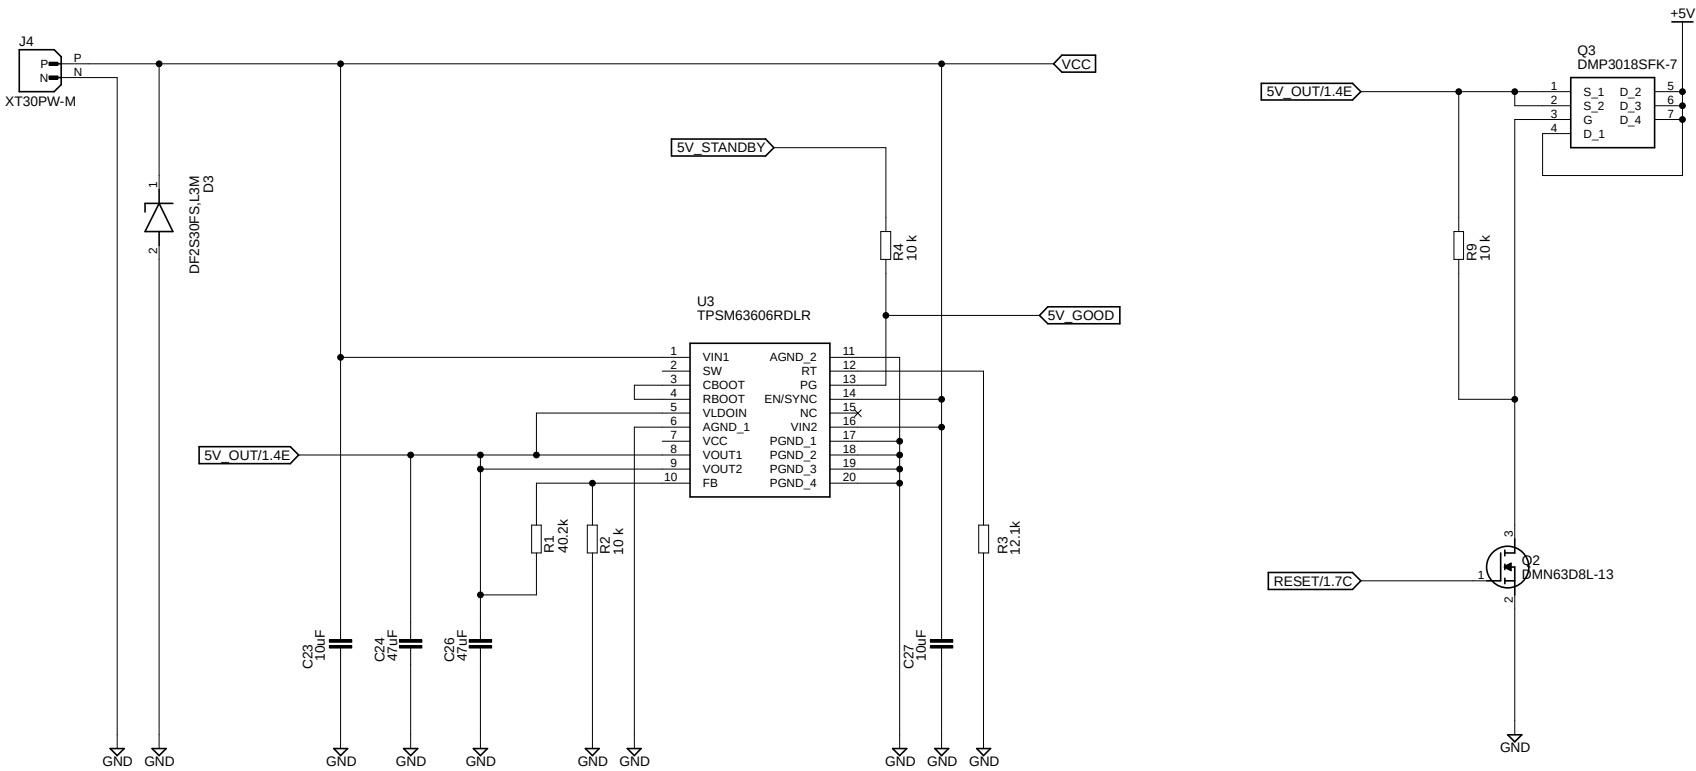 J4
P
N
P
N
XT30PW-M
VCC
5V_STANDBY
1
2
DF2S30FS,L3M
D3
R4
10 k
5V_GOOD
U3
TPSM63606RDLR
1 VIN1 AGND_2 11
2 SW RT 12
3 CBOOT PG 13
4 RBOOT EN/SYNC 14
5 VLDOIN NC 15
6 AGND_1 VIN2 16
7 VCC PGND_1 17
8 VOUT1 PGND_2 18
9 VOUT2 PGND_3 19
10 FB PGND_4 20
5V_OUT/1.4E
R1
40.2k
R2
10 k
R3
12.1k
C23
10uF
C24
47uF
C26
47uF
C27
10uF
GND GND GND GND GND GND GND GND GND GND
+5V
Q3
DMP3018SFK-7
5V_OUT/1.4E
1 S_1 D_2 5
2 S_2 D_3 6
3 G D_4 7
4 D_1
R9
10 k
3
Q2
DMN63D8L-13
RESET/1.7C
1
2
GND